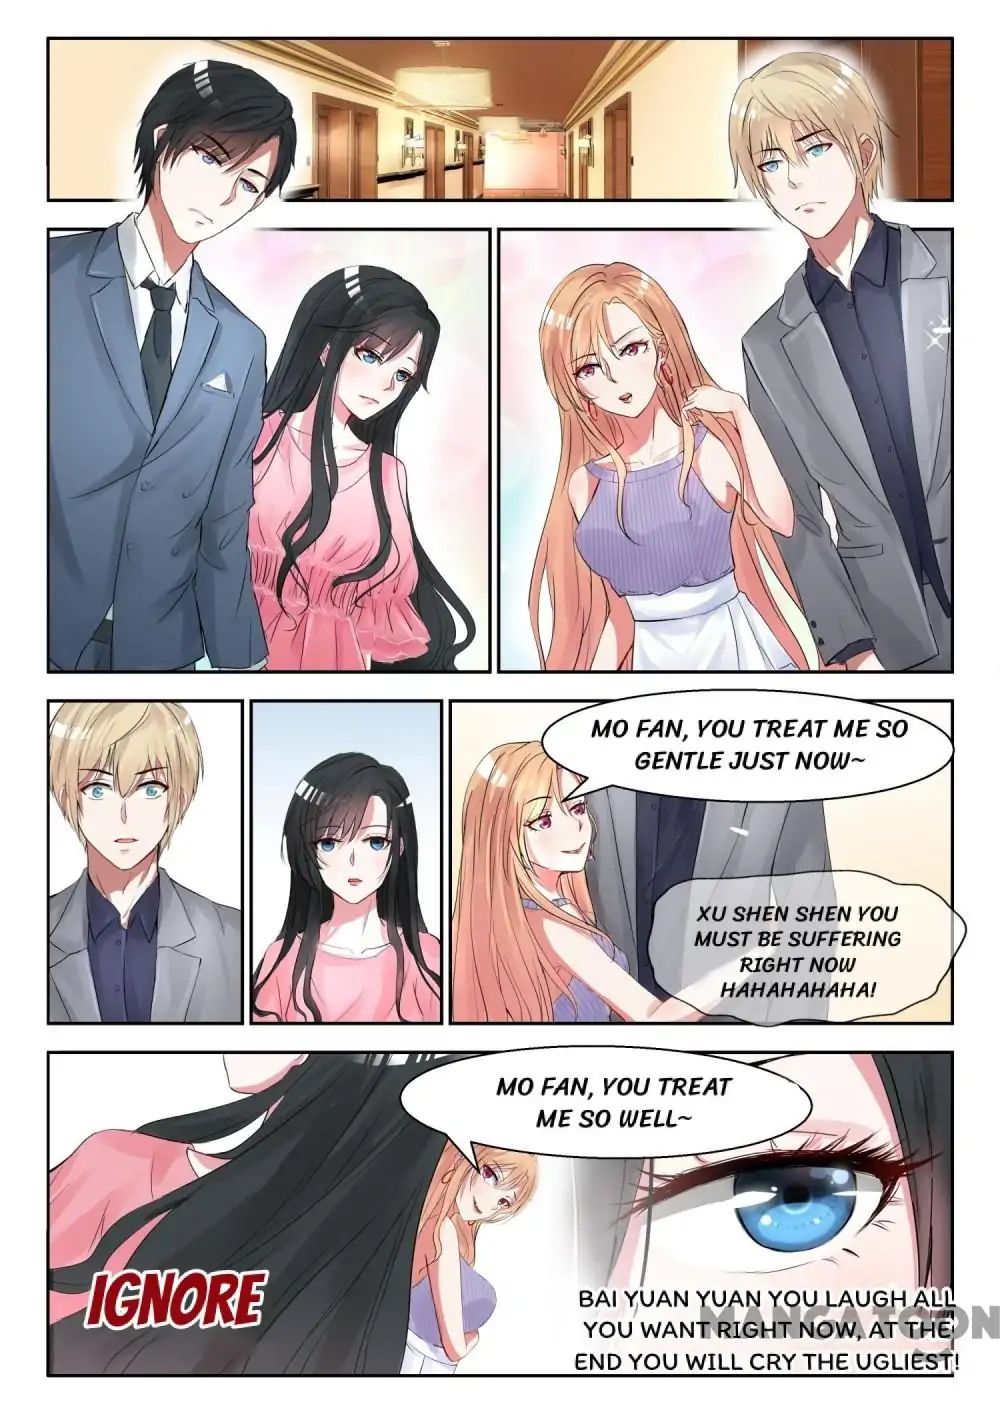 MO FAN, YOU TREAT ME SO
GENTLE JUST NOW~
XU SHEN SHEN YOU
MUST BE SUFFERING
RIGHT NOW
HAHAHAHAHA!
MO FAN, YOU TREAT
ME SO WELL~
IGNORE
BAI YUAN YUAN YOU LAUGH ALL
YOU WANT RIGHT NOW, AT THE
END YOU WILL CRY THE UGLIEST!
MANGATOON